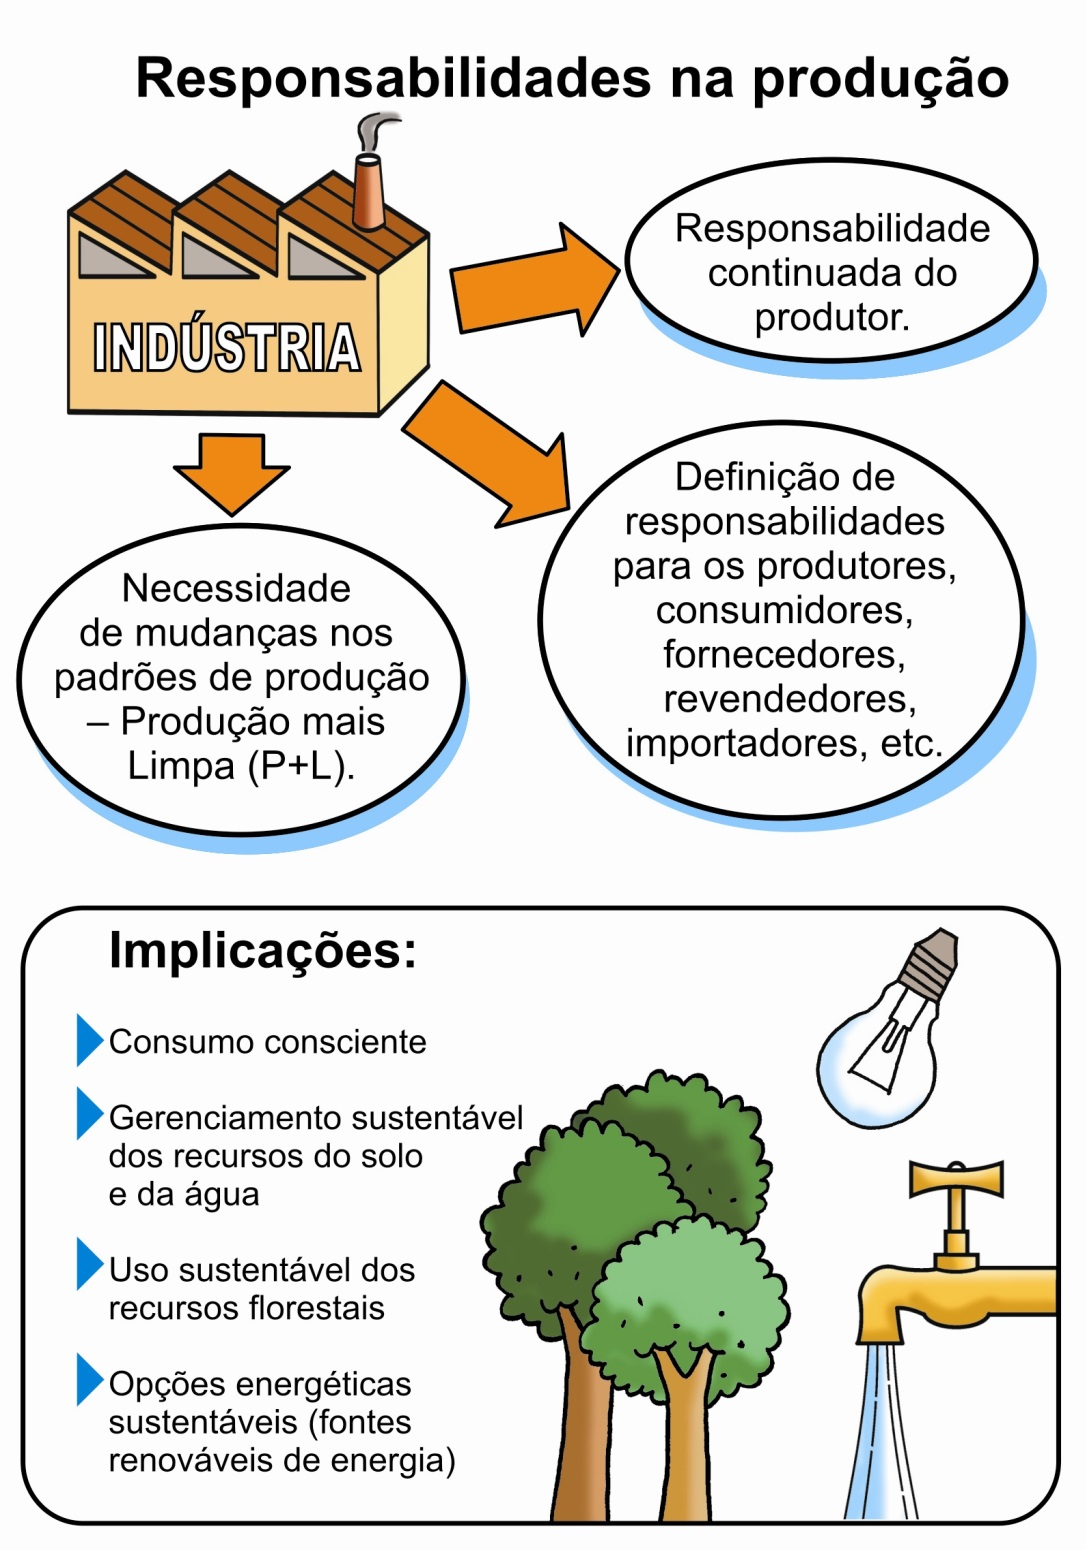 Responsabilidades na produção
INDÚSTRIA
Responsabilidade
continuada do
produtor.
Definição de
responsabilidades
para os produtores,
consumidores,
fornecedores,
revendedores,
importadores, etc.
Necessidade
de mudanças nos
padrões de produção
– Produção mais
Limpa (P+L).
Implicações:
Consumo consciente
Gerenciamento sustentável
dos recursos do solo
e da água
Uso sustentável dos
recursos florestais
Opções energéticas
sustentáveis (fontes
renováveis de energia)